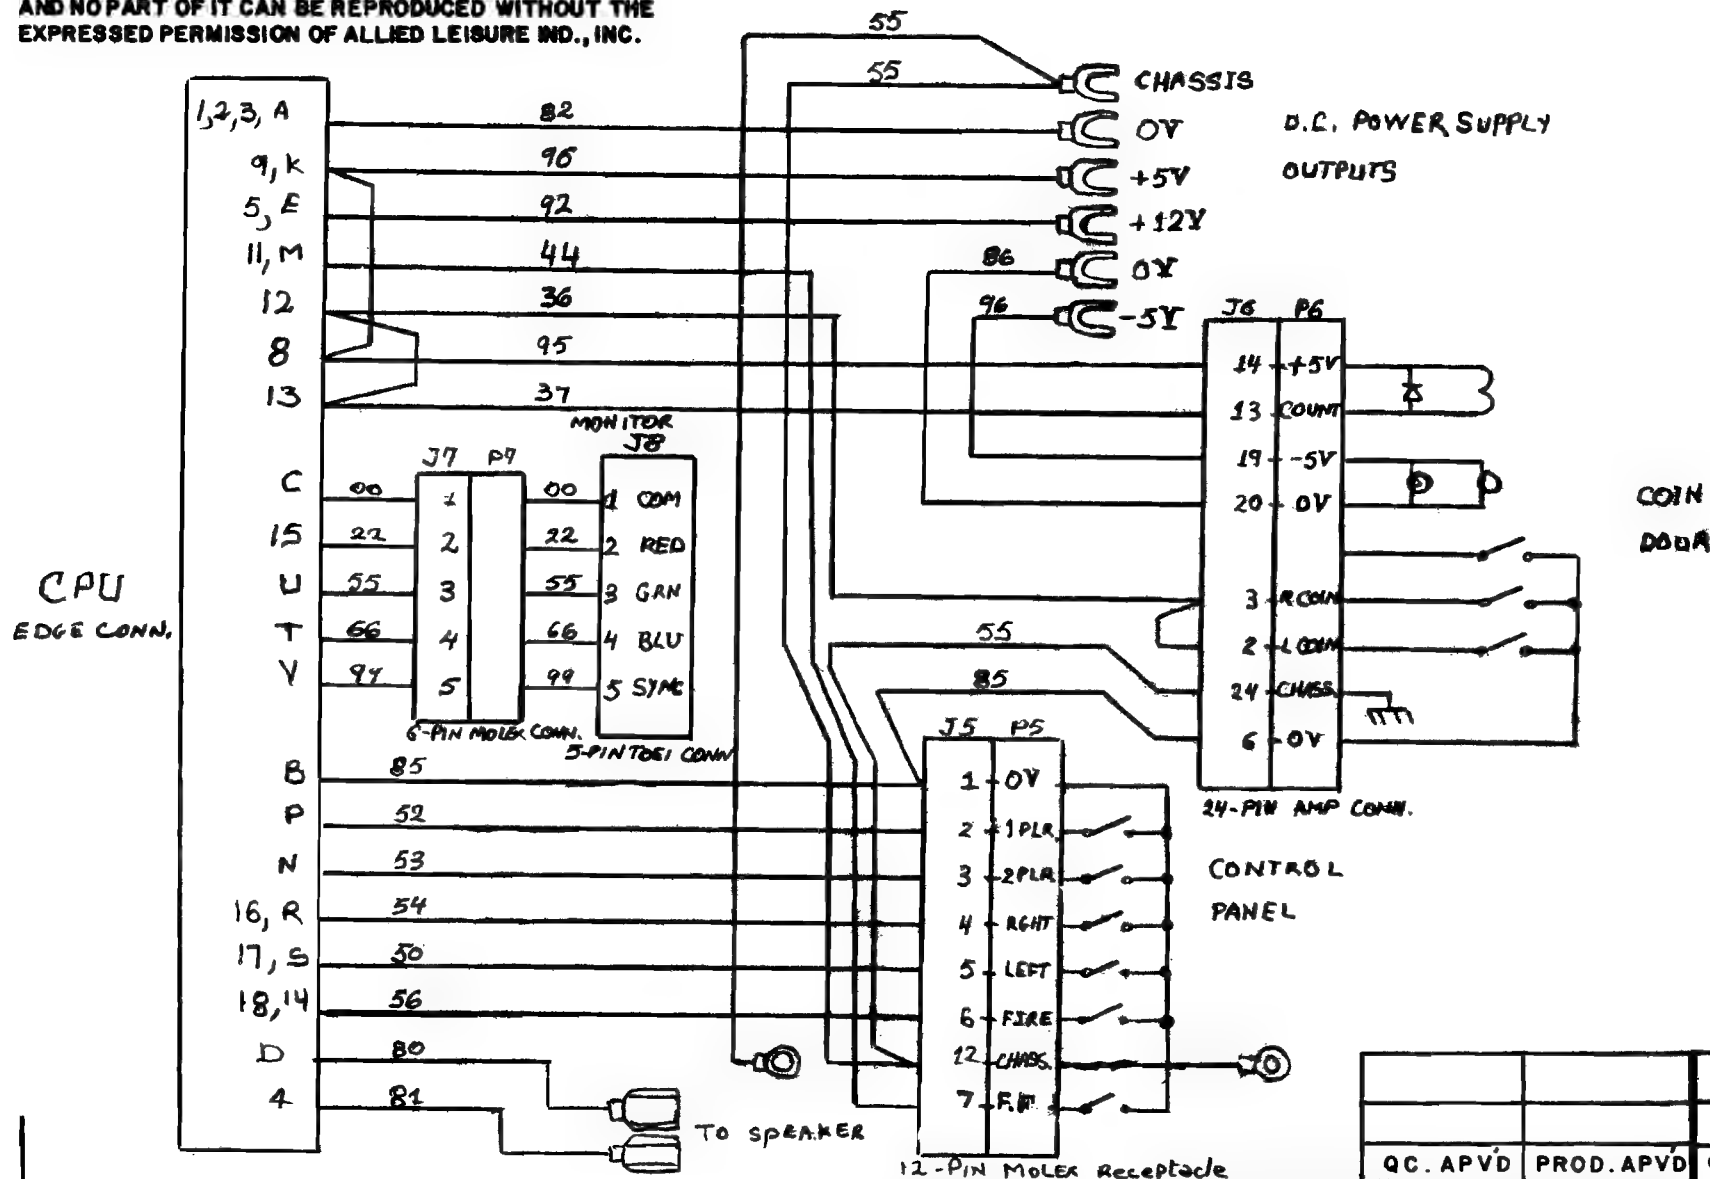 AND NO PART OF IT CAN BE REPRODUCED WITHOUT THE
EXPRESSED PERMISSION OF ALLIED LEISURE IND., INC.
55
55
CHASSIS
1,2,3, A
82
0V
D.C. POWER SUPPLY
OUTPUTS
9, K
96
+5V
5, E
92
+12V
11, M
44
86
0V
12
36
96
-5V
J6 P6
8
95
14 +5V
13
37
13 COUNT
MONITOR
J8
J7 P7
19 -5V
20 0V
COIN
C
00
1
00
1 COM
15
22
2
22
2 RED
U
55
3
55
3 GRN
T
66
4
66
4 BLU
V
5
99
5 SYNC
CPU
EDGE CONN.
3 R COIN
2 L COIN
55
24 CHASS.
85
6 0V
6-PIN MOLEX CONN.
5-PIN TOEI CONN
24-PIN AMP CONN.
J5 P5
B
85
1 0V
P
52
2 1PLR
N
53
3 2PLR
CONTROL
PANEL
16, R
54
4 RGHT
17, S
50
5 LEFT
18, 14
56
6 FIRE
D
80
12 CHASS.
4
81
7
TO SPEAKER
12-PIN MOLEX Receptacle
QC. APV'D
PROD. APV'D